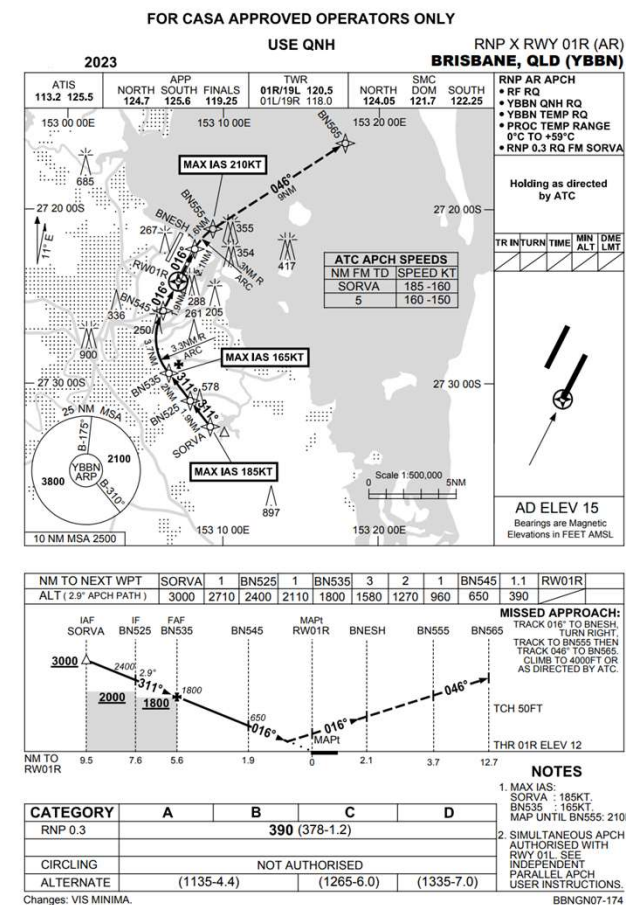 FOR CASA APPROVED OPERATORS ONLY
USE QNH
RNP X RWY 01R (AR)
2023
BRISBANE, QLD (YBBN)
ATIS
113.2 125.5
APP
NORTH SOUTH FINALS
124.7 125.6 119.25
TWR
01R/19L 120.5
01L/19R 118.0
SMC
NORTH DOM SOUTH
124.05 121.7 122.25
RNP AR APCH
• RF RQ
• YBBN QNH RQ
• YBBN TEMP RQ
• PROC TEMP RANGE
0°C TO +59°C
• RNP 0.3 RQ FM SORVA
Holding as directed
by ATC
TR IN TURN TIME MIN ALT DME LMT
153 00 00E
153 10 00E
153 20 00E
BN565
MAX IAS 210KT
046°
9NM
685
27 20 00S
27 20 00S
BN555
BNESH
267
355
354
417
11° E
016°
2.1NM
3NM R
ARC
RW01R
ATC APCH SPEEDS
NM FM TD SPEED KT
SORVA 185 -160
5 160 -150
016°
1.9NM
288
261
205
BN545
336
250
900
3.7NM
3.3NM R
ARC
MAX IAS 165KT
27 30 00S
27 30 00S
BN535
311°
2NM
578
BN525
311°
1.9NM
SORVA
25 NM MSA
B-175°
2100
YBBN
ARP
3800
B-310°
MAX IAS 185KT
897
Scale 1:500,000
0 5NM
10 NM MSA 2500
153 10 00E
153 20 00E
AD ELEV 15
Bearings are Magnetic
Elevations in FEET AMSL
NM TO NEXT WPT SORVA 1 BN525 1 BN535 3 2 1 BN545 1.1 RW01R
ALT ( 2.9° APCH PATH ) 3000 2710 2400 2110 1800 1580 1270 960 650 390
MISSED APPROACH:
TRACK 016° TO BNESH,
TURN RIGHT,
TRACK TO BN555 THEN
TRACK 046° TO BN565.
CLIMB TO 4000FT OR
AS DIRECTED BY ATC.
IAF
SORVA
IF
BN525
FAF
BN535
BN545
MAPt
RW01R
BNESH
BN555
BN565
3000
2400
2.9°
311°
1800
2000
1800
650
016°
MAPt
016°
046°
TCH 50FT
THR 01R ELEV 12
NM TO
RW01R
9.5 7.6 5.6 1.9 0 2.1 3.7 12.7
NOTES
1. MAX IAS:
SORVA : 185KT.
BN535 : 165KT.
MAP UNTIL BN555: 210
2. SIMULTANEOUS APCH
AUTHORISED WITH
RWY 01L. SEE
INDEPENDENT
PARALLEL APCH
USER INSTRUCTIONS.
CATEGORY A B C D
RNP 0.3 390 (378-1.2)
CIRCLING NOT AUTHORISED
ALTERNATE (1135-4.4) (1265-6.0) (1335-7.0)
Changes: VIS MINIMA.
BBNGN07-174